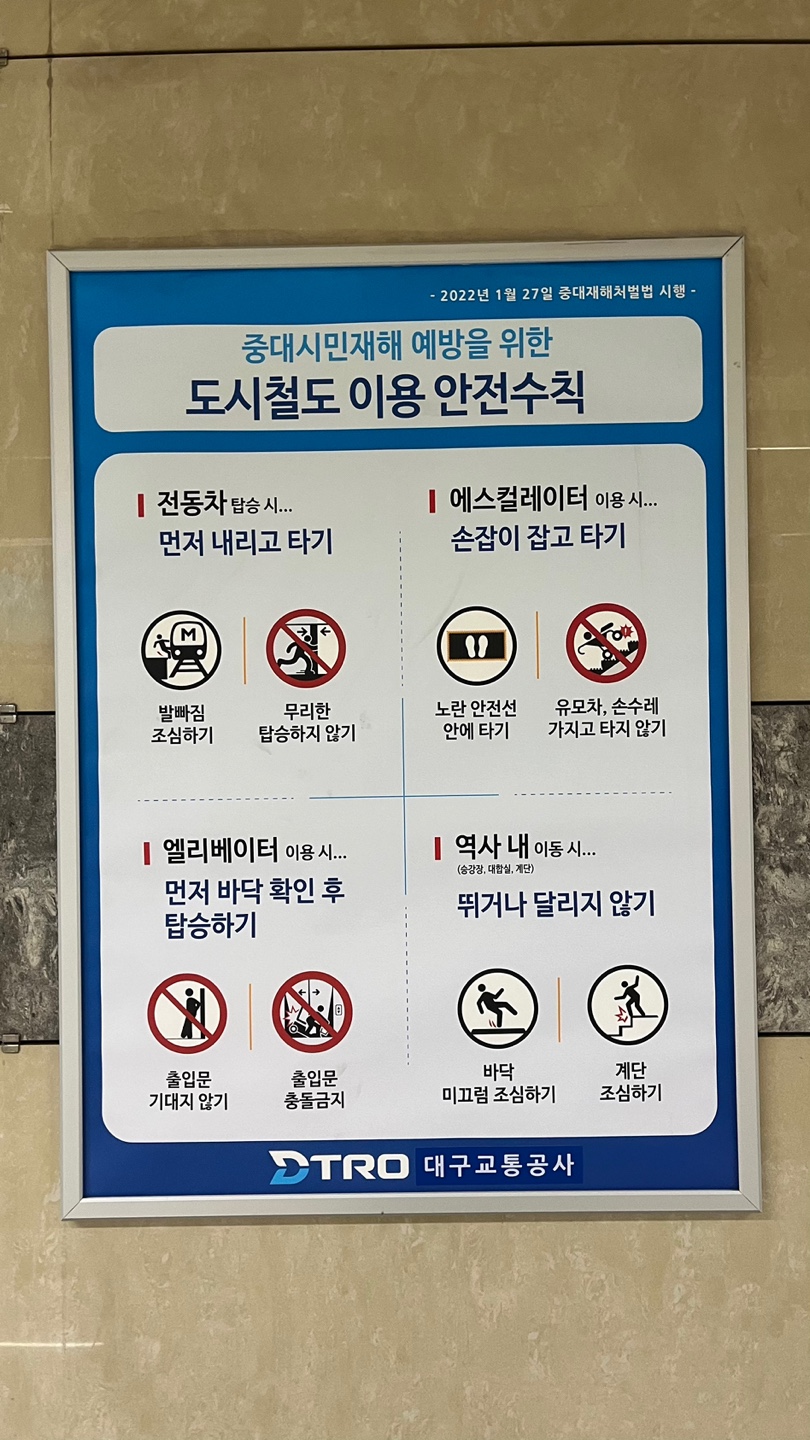 - 2022년 1월 27일 중대재해처벌법 시행 -
중대시민재해 예방을 위한
도시철도 이용 안전수칙
전동차 탑승 시...
먼저 내리고 타기
M
발빠짐
조심하기
무리한
탑승하지 않기
에스컬레이터 이용 시...
손잡이 잡고 타기
노란 안전선
안에 타기
유모차, 손수레
가지고 타지 않기
엘리베이터 이용 시...
먼저 바닥 확인 후
탑승하기
출입문
기대지 않기
출입문
충돌금지
역사 내 이동 시...
(승강장, 대합실, 계단)
뛰거나 달리지 않기
바닥
미끄럼 조심하기
계단
조심하기
DTRO 대구교통공사